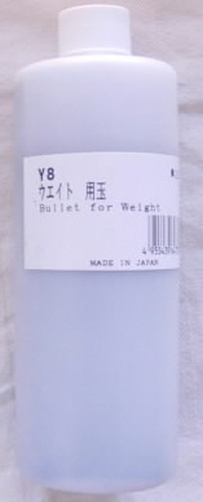 Y8
ウエイト 用玉
Bullet for Weight
MADE IN JAPAN